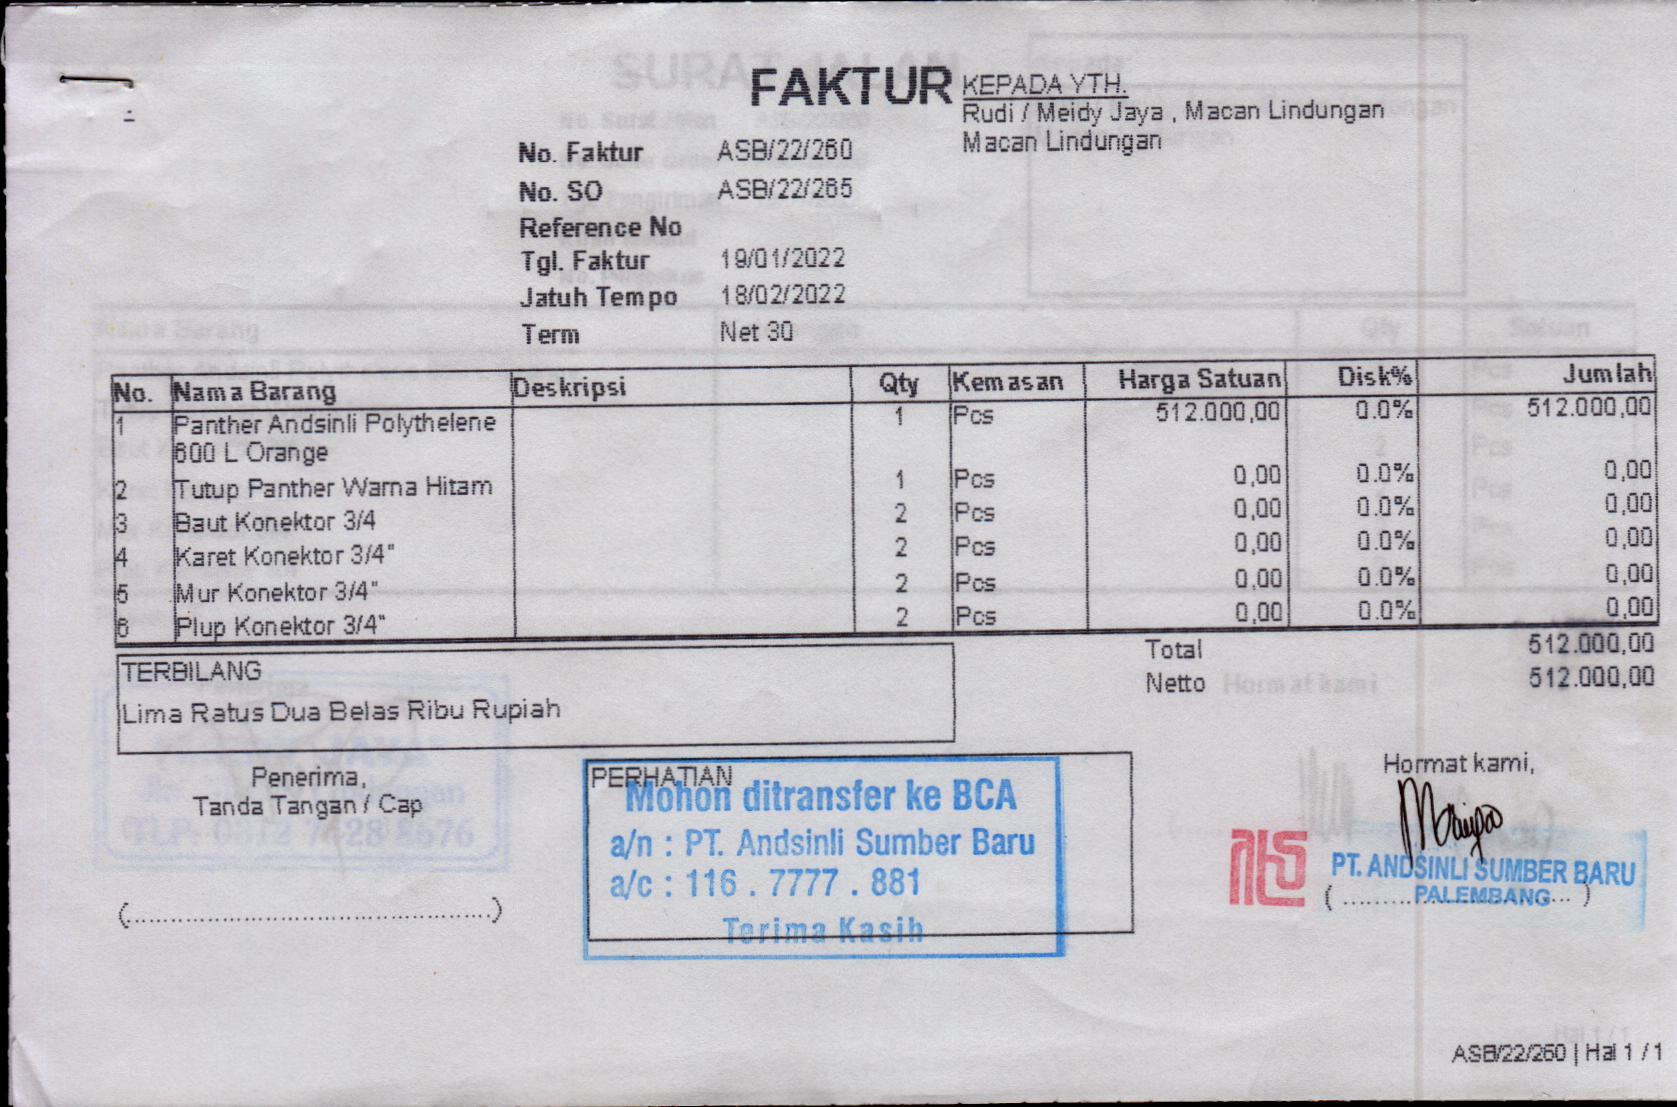 FAKTUR
KEPADA YTH.
Rudi / Meidy Jaya , Macan Lindungan
Macan Lindungan
No. Faktur ASB/22/260
No. SO ASB/22/265
Reference No
Tgl. Faktur 19/01/2022
Jatuh Tempo 18/02/2022
Term Net 30
No. Nama Barang Deskripsi Qty Kemasan Harga Satuan Disk% Jumlah
1 Panther Andsinli Polythelene 1 Pcs 512.000,00 0.0% 512.000,00
600 L Orange
2 Tutup Panther Warna Hitam 1 Pcs 0,00 0.0% 0,00
3 Baut Konektor 3/4 2 Pcs 0,00 0.0% 0,00
4 Karet Konektor 3/4" 2 Pcs 0,00 0.0% 0,00
5 Mur Konektor 3/4" 2 Pcs 0,00 0.0% 0,00
6 Plup Konektor 3/4" 2 Pcs 0,00 0.0% 0,00
Total 512.000,00
Netto 512.000,00
TERBILANG
Lima Ratus Dua Belas Ribu Rupiah
Penerima,
Tanda Tangan / Cap
(................................................)
PERHATIAN
Mohon ditransfer ke BCA
a/n : PT. Andsinli Sumber Baru
a/c : 116 . 7777 . 881
Terima Kasih
Hormat kami,
PT. ANDSINLI SUMBER BARU
PALEMBANG
ASB/22/260 | Hal 1 / 1